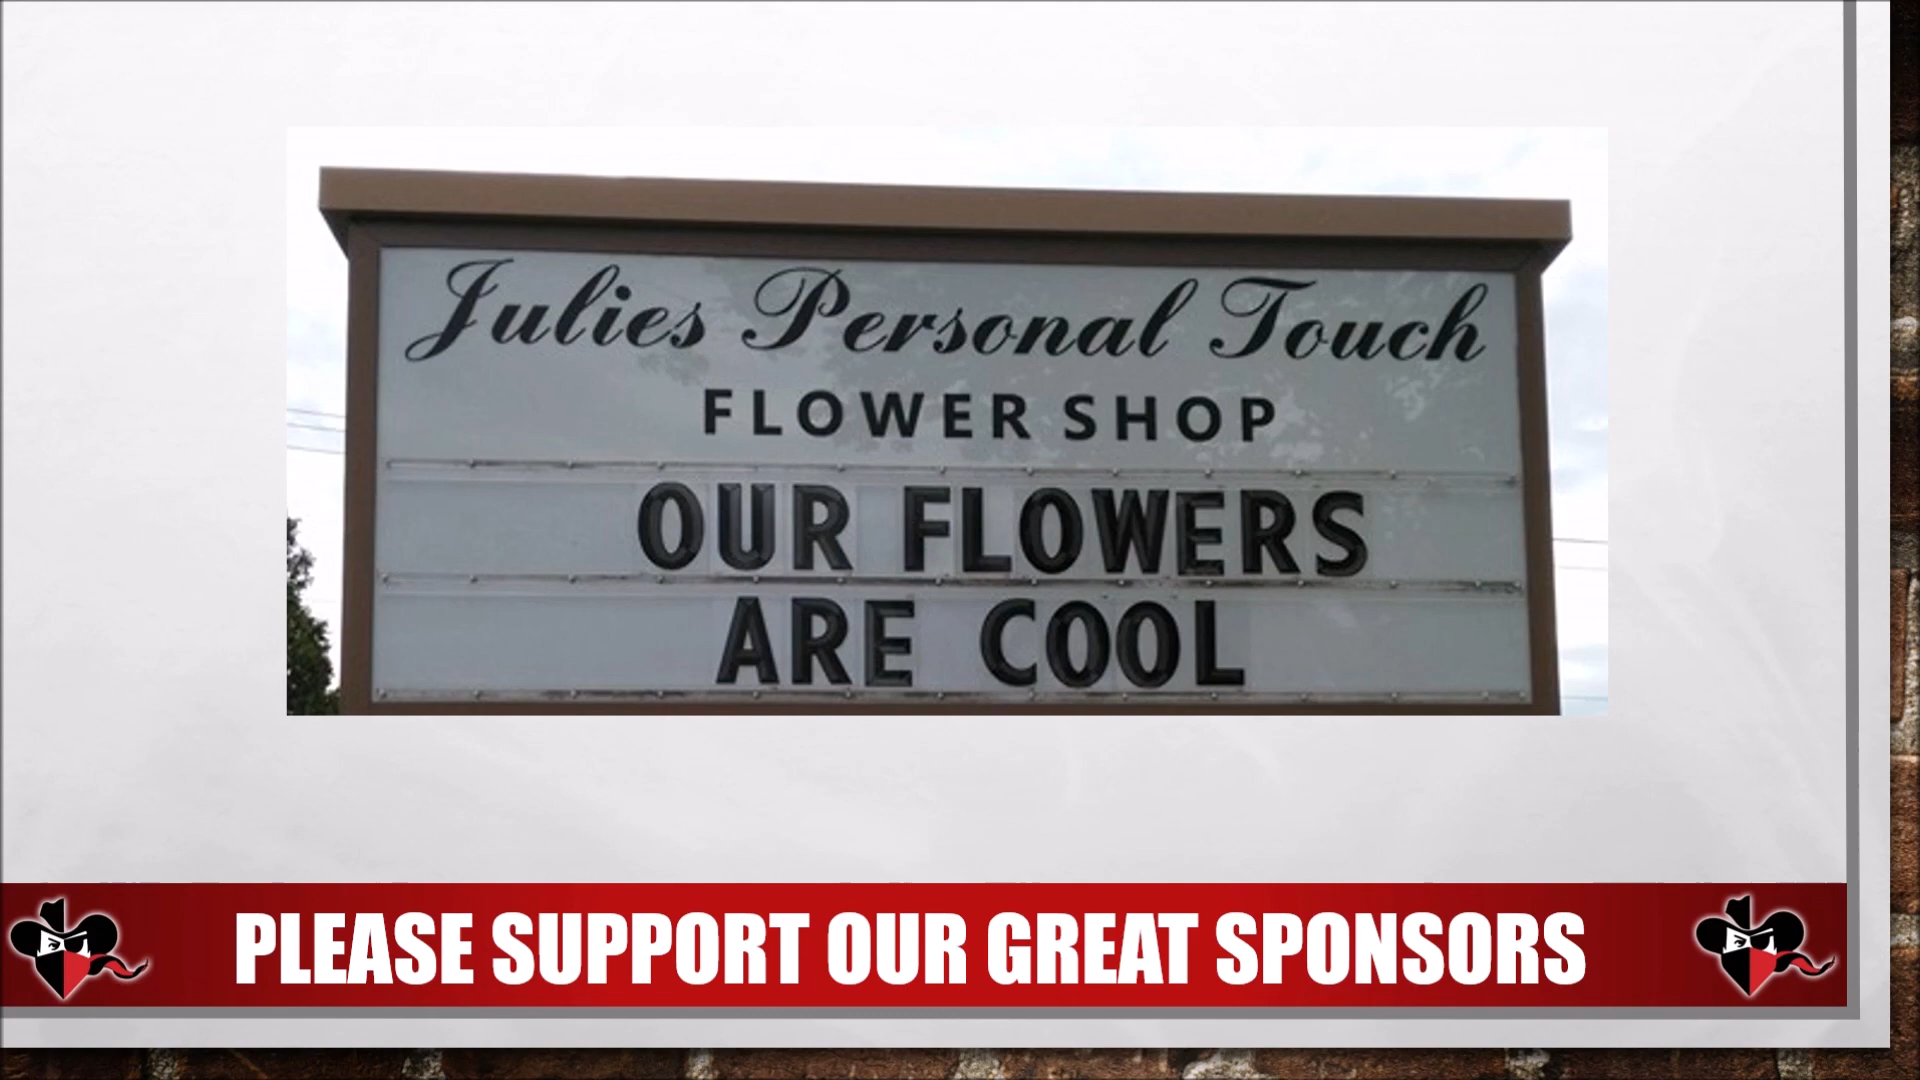 Julies Personal Touch
FLOWER SHOP
OUR FLOWERS
ARE COOL
PLEASE SUPPORT OUR GREAT SPONSORS